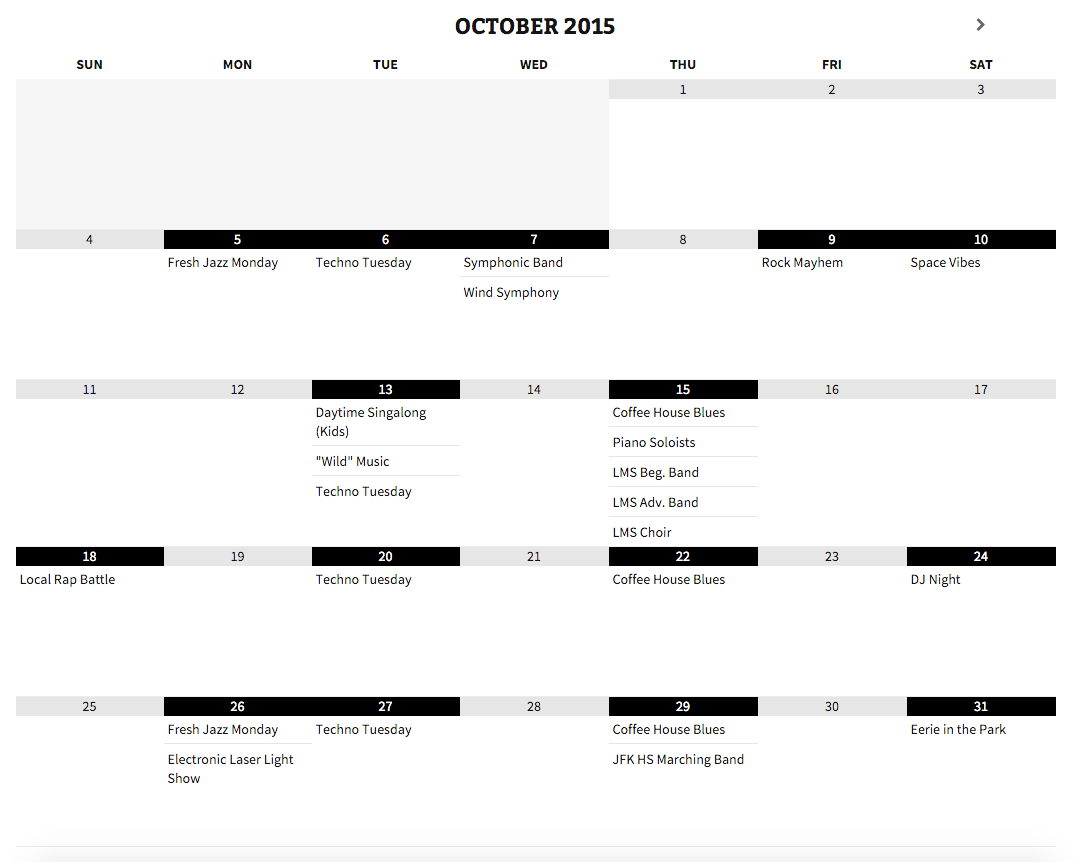 OCTOBER 2015
SUN MON TUE WED THU FRI SAT
1 2 3
4 5 6 7 8 9 10
Fresh Jazz Monday Techno Tuesday Symphonic Band Rock Mayhem Space Vibes
Wind Symphony
11 12 13 14 15 16 17
Daytime Singalong Coffee House Blues
(Kids)
Piano Soloists
"Wild" Music
LMS Beg. Band
Techno Tuesday
LMS Adv. Band
LMS Choir
18 19 20 21 22 23 24
Local Rap Battle Techno Tuesday Coffee House Blues DJ Night
25 26 27 28 29 30 31
Fresh Jazz Monday Techno Tuesday Coffee House Blues Eerie in the Park
Electronic Laser Light JFK HS Marching Band
Show